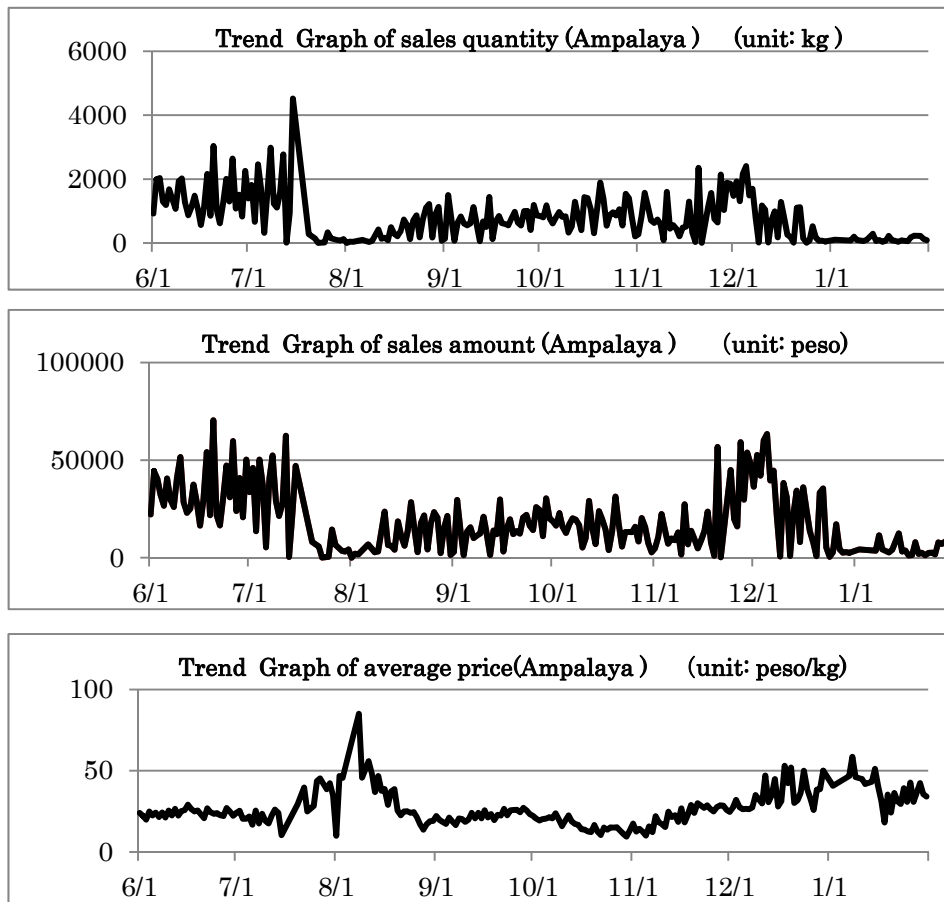 Trend Graph of sales quantity (Ampalaya ) (unit: kg )
6000
4000
2000
0
6/1 7/1 8/1 9/1 10/1 11/1 12/1 1/1
Trend Graph of sales amount (Ampalaya ) (unit: peso)
100000
50000
0
6/1 7/1 8/1 9/1 10/1 11/1 12/1 1/1
Trend Graph of average price(Ampalaya ) (unit: peso/kg)
100
50
0
6/1 7/1 8/1 9/1 10/1 11/1 12/1 1/1